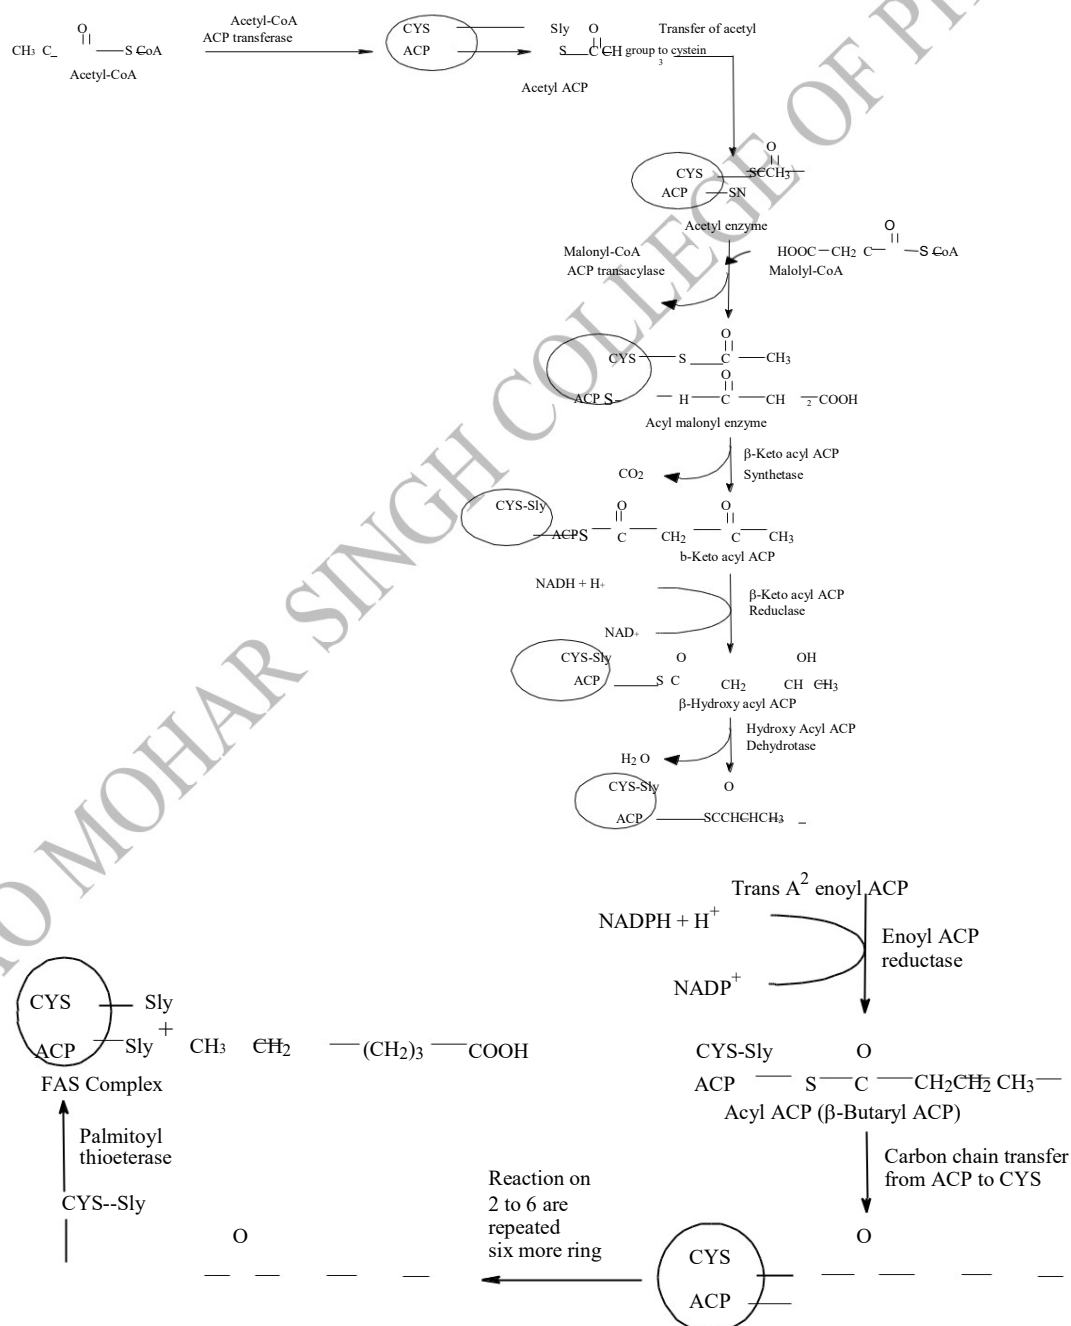 O
CH3 C
S CoA
Acetyl-CoA
Acetyl-CoA
ACP transferase
CYS
ACP
Sly
O
S
C
CH
3
Acetyl ACP
Transfer of acetyl
group to cystein
O
CYS
SCCH3
ACP
SN
Acetyl enzyme
Malonyl-CoA
ACP transacylase
O
HOOC CH2 C
S CoA
Malolyl-CoA
O
CYS S C CH3
O
ACP S H C CH 2 COOH
Acyl malonyl enzyme
β-Keto acyl ACP
Synthetase
CO2
CYS-Sly
O O
ACPS C CH2 C CH3
b-Keto acyl ACP
NADH + H+
β-Keto acyl ACP
Reduclase
NAD+
CYS-Sly O OH
ACP S C CH2 CH CH3
β-Hydroxy acyl ACP
Hydroxy Acyl ACP
Dehydrotase
H2 O
CYS-Sly O
ACP SCCHCHCH3
Trans A2 enoyl ACP
NADPH + H+
Enoyl ACP
reductase
NADP+
CYS-Sly O
ACP S C CH2CH2 CH3
Acyl ACP (β-Butaryl ACP)
Carbon chain transfer
from ACP to CYS
O
CYS
ACP
Reaction on
2 to 6 are
repeated
six more ring
O
CYS--Sly
Palmitoyl
thioeterase
CYS Sly
+
ACP Sly CH3 CH2 (CH2)3 COOH
FAS Complex
O MOHAR SINGH COLLEGE OF